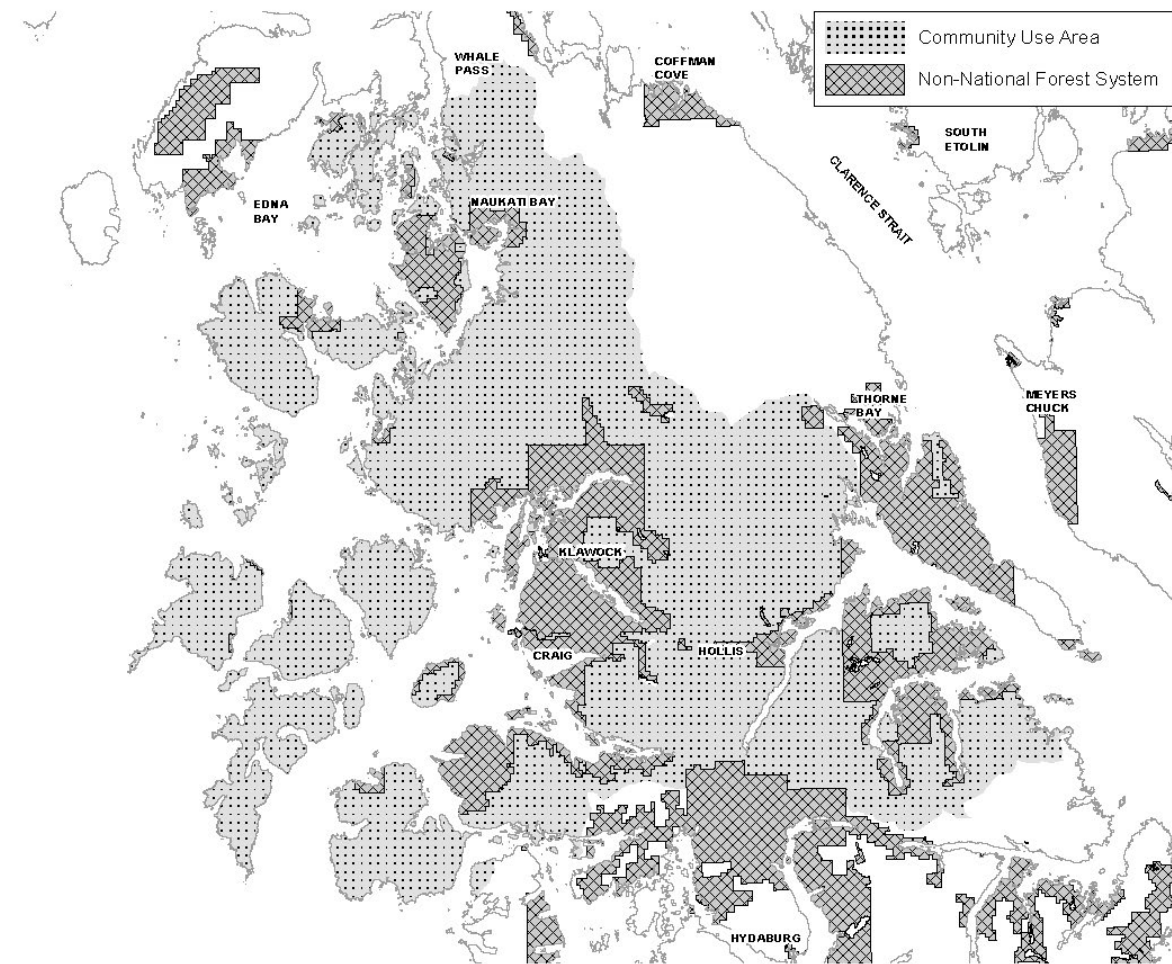 Community Use Area
Non-National Forest System
WHALE
PASS
COFFMAN
COVE
SOUTH
ETOLIN
CLARENCE STRAIT
EDNA
BAY
NAUKATI BAY
THORNE
BAY
MEYERS
CHUCK
KLAWOCK
CRAIG
HOLLIS
HYDABURG